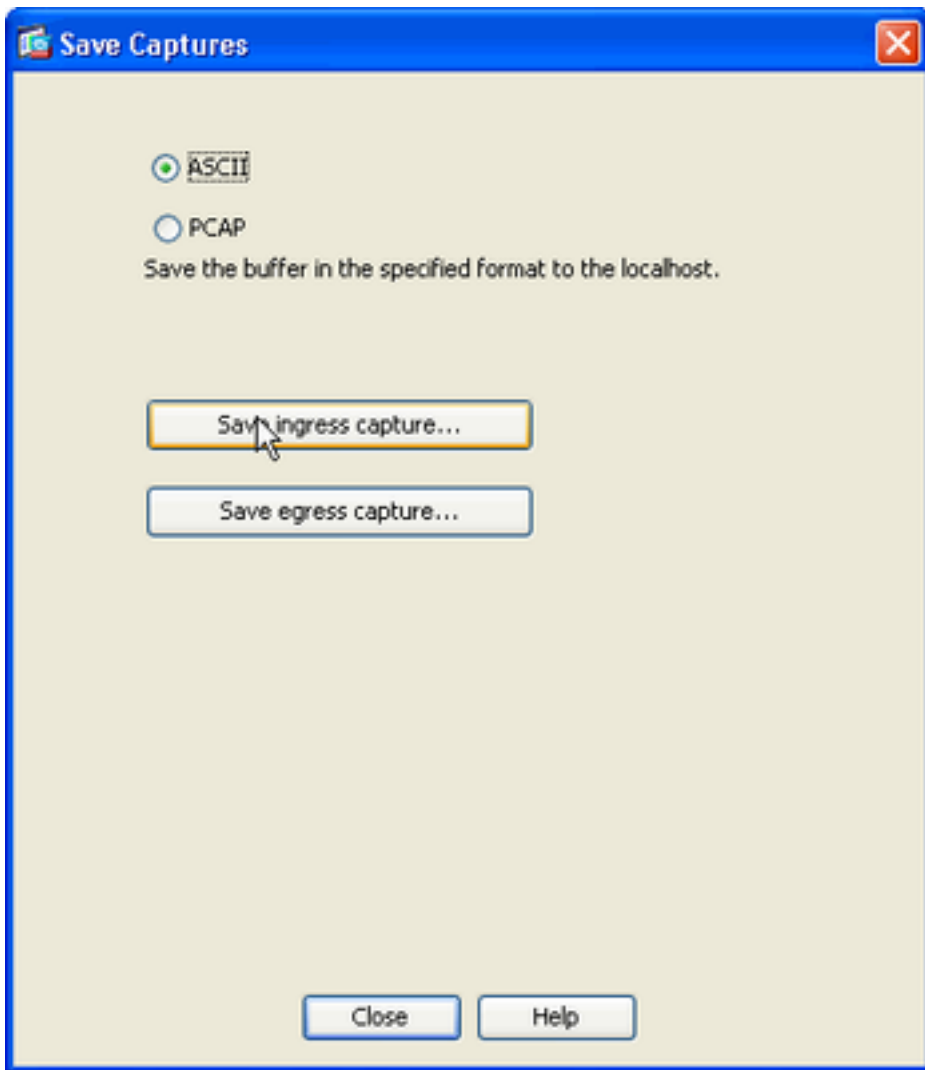 Save Captures
ASCII
PCAP
Save the buffer in the specified format to the localhost.
Save ingress capture...
Save egress capture...
Close
Help